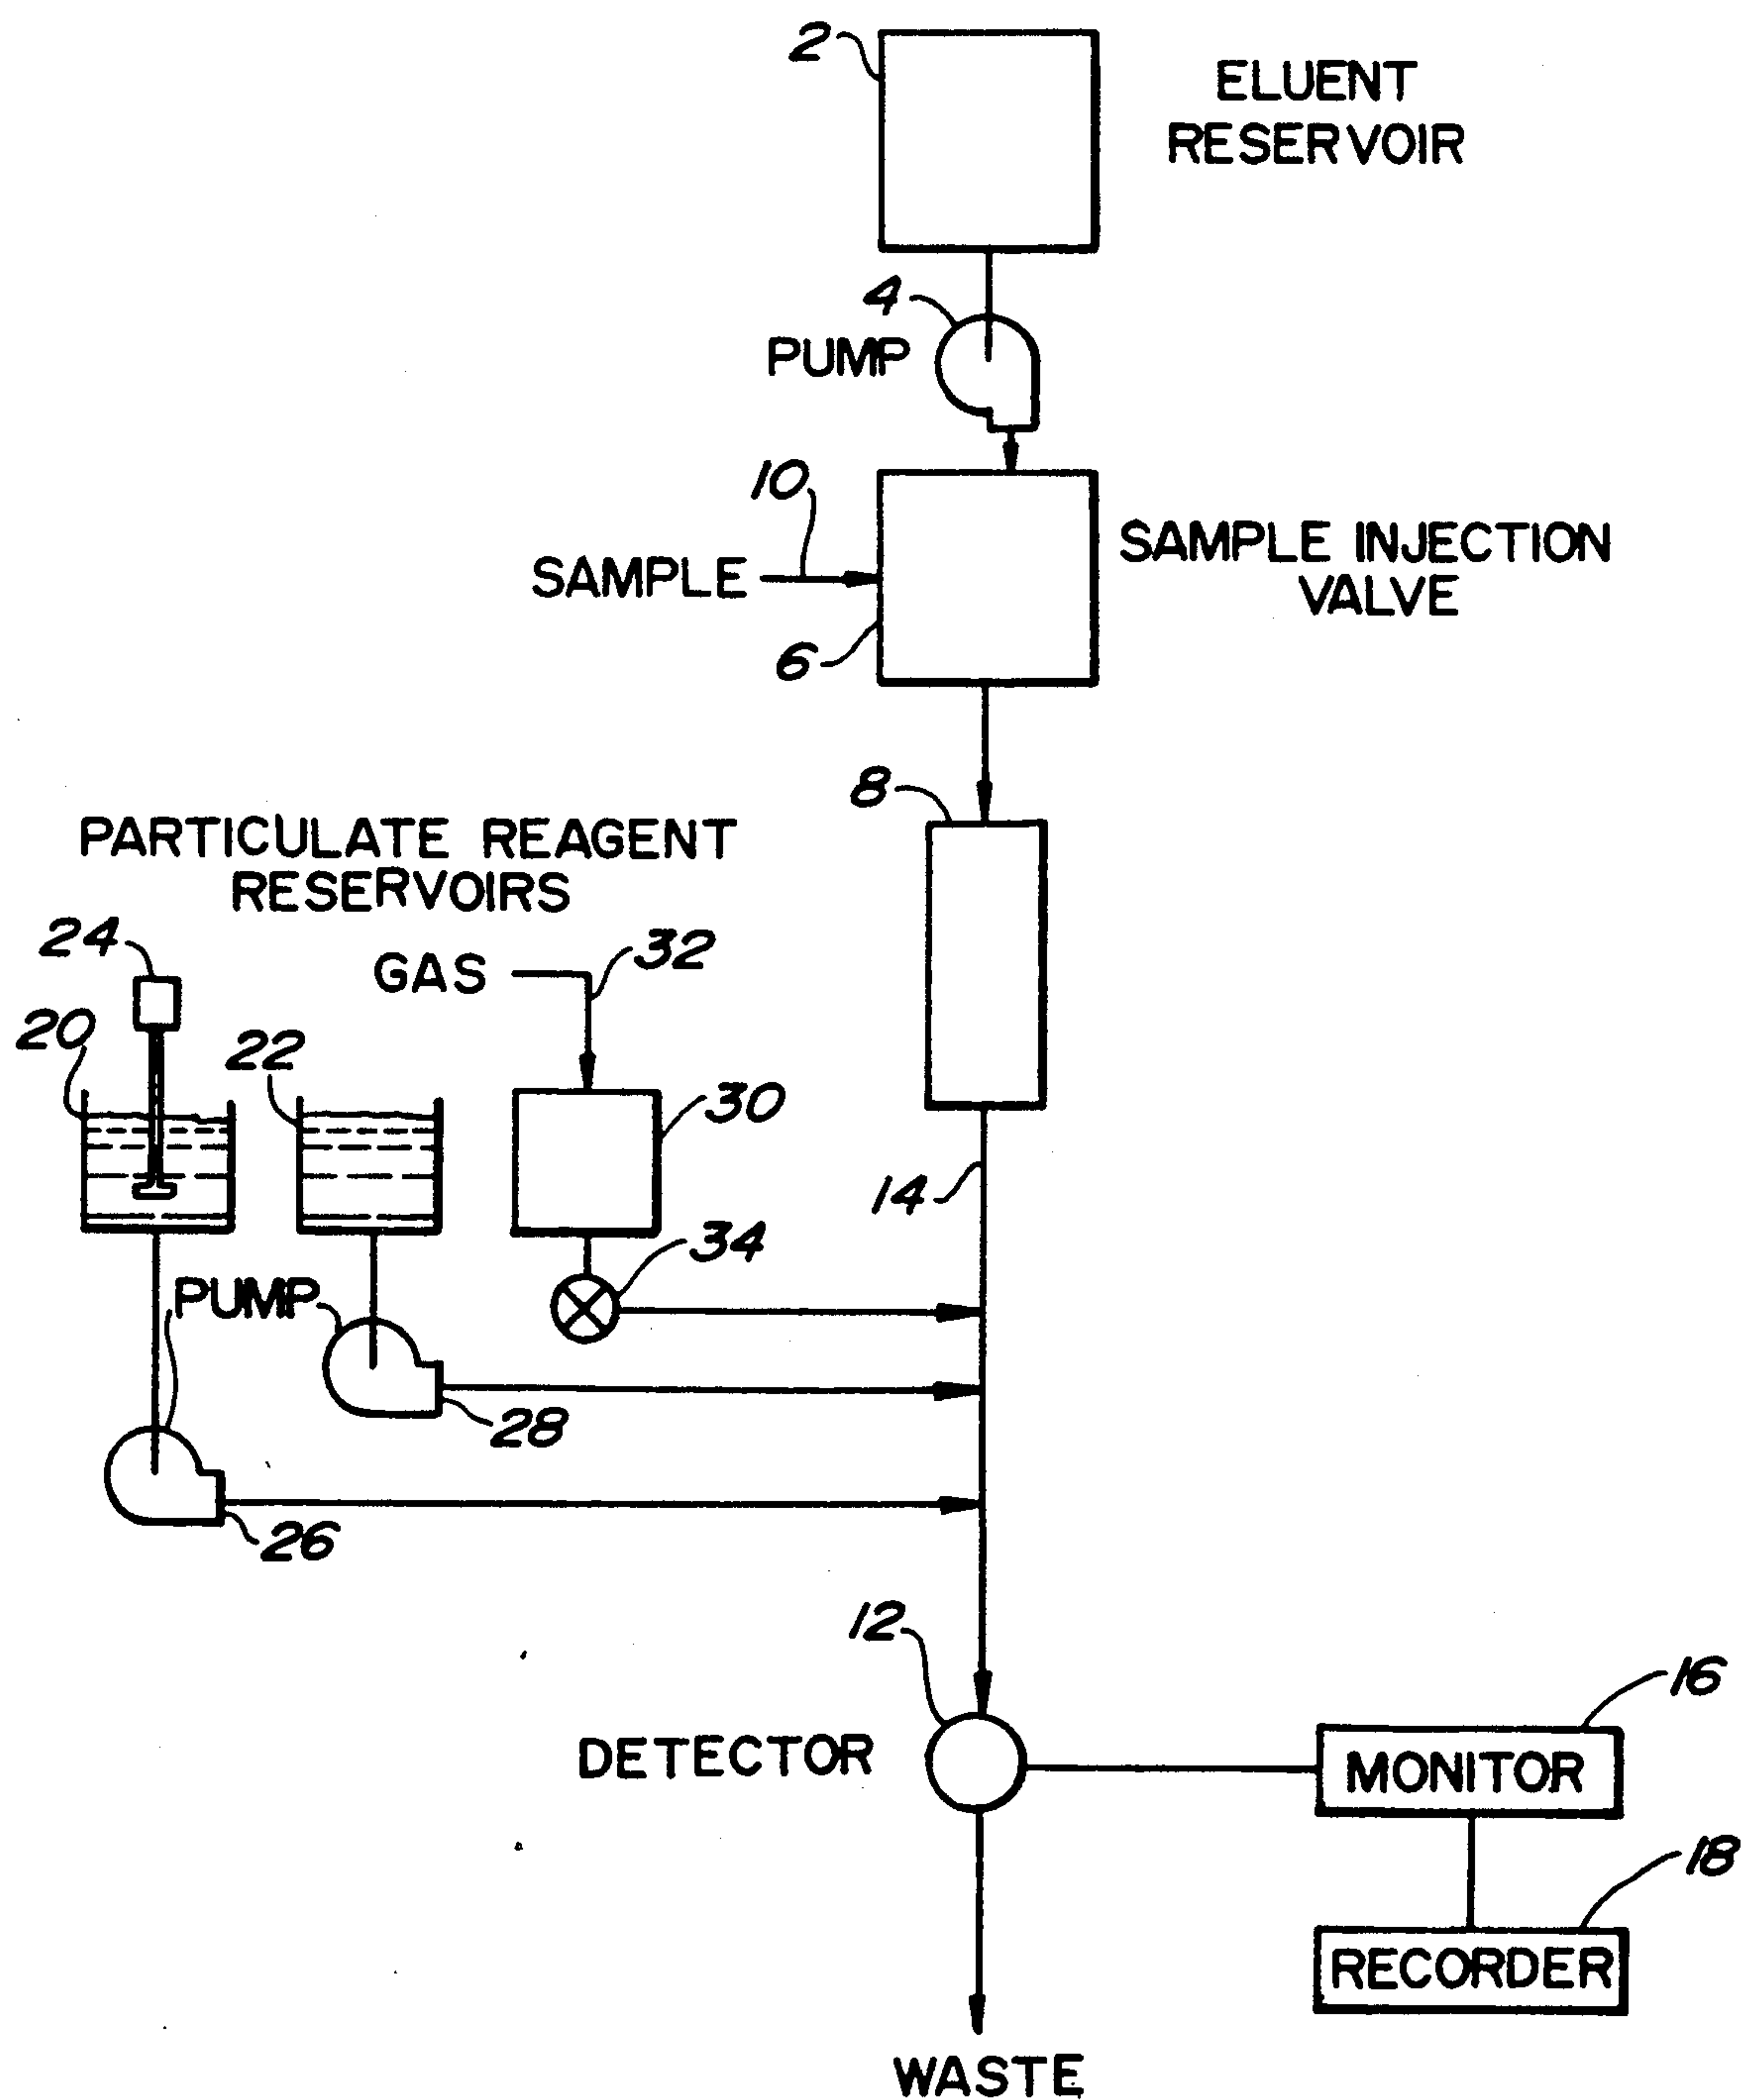 2
ELUENT
RESERVOIR
4
PUMP
10
SAMPLE
SAMPLE INJECTION
VALVE
6
8
PARTICULATE REAGENT
RESERVOIRS
24
GAS
32
20
22
30
14
34
PUMP
28
26
12
DETECTOR
16
MONITOR
18
RECORDER
WASTE